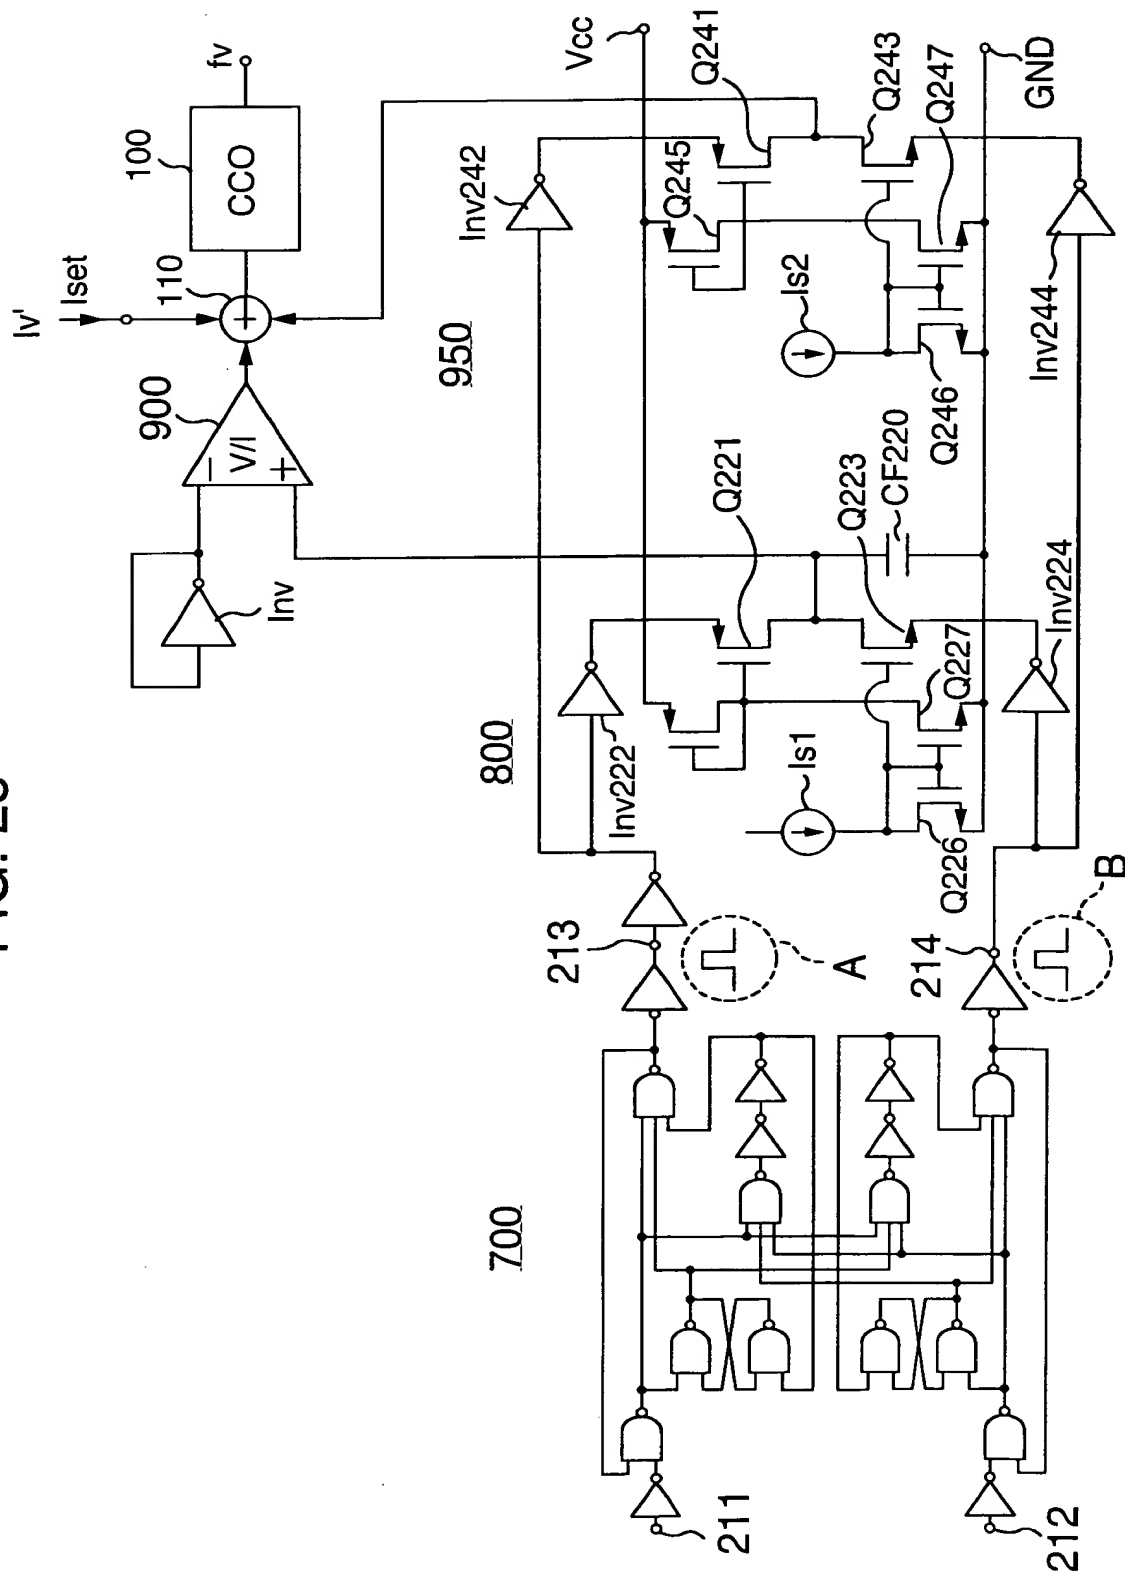 FIG.
Iv'
Iset
100
fv
CCO
110
900
V/I
−
+
+
Inv
950
Inv242
700
800
213
Inv222
Vcc
Q221
Q245
Q241
A
211
Is1
Is2
Q223
CF220
Q243
Q226
Q227
Q246
Q247
214
212
Inv224
Inv244
GND
B